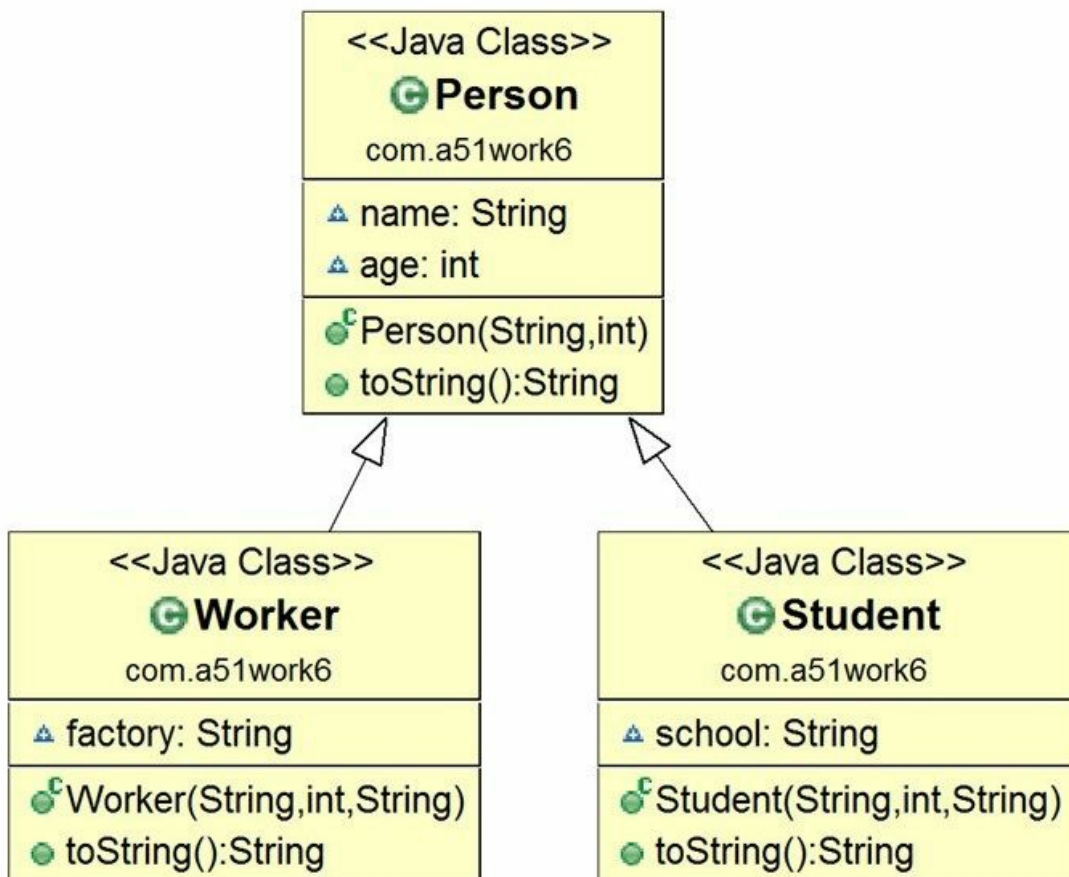 <<Java Class>>
Person
com.a51work6
name: String
age: int
Person(String,int)
toString():String
<<Java Class>>
Worker
com.a51work6
factory: String
Worker(String,int,String)
toString():String
<<Java Class>>
Student
com.a51work6
school: String
Student(String,int,String)
toString():String